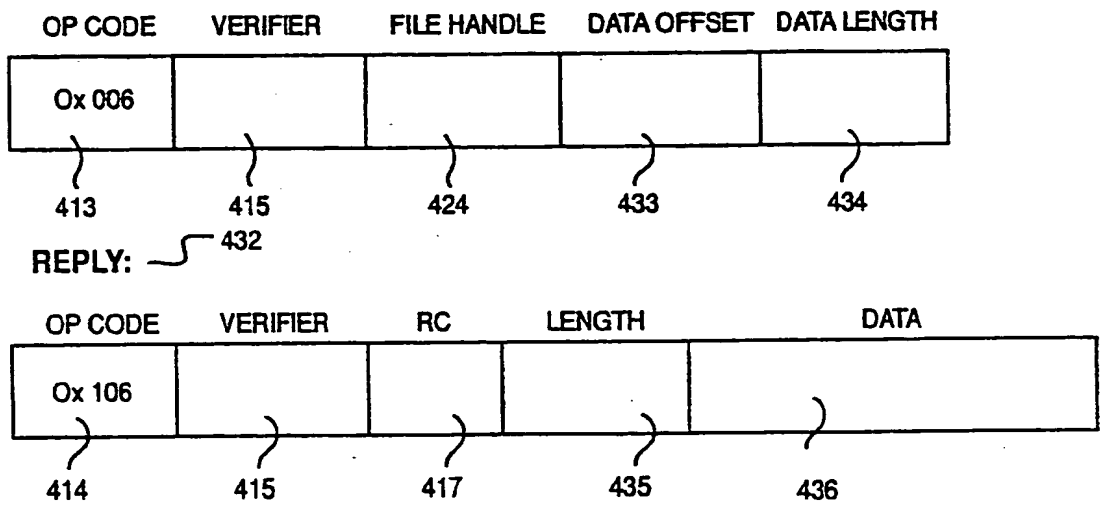 OP CODE VERIFIER FILE HANDLE DATA OFFSET DATA LENGTH
Ox 006
413 415 424 433 434
REPLY: 432
OP CODE VERIFIER RC LENGTH DATA
Ox 106
414 415 417 435 436